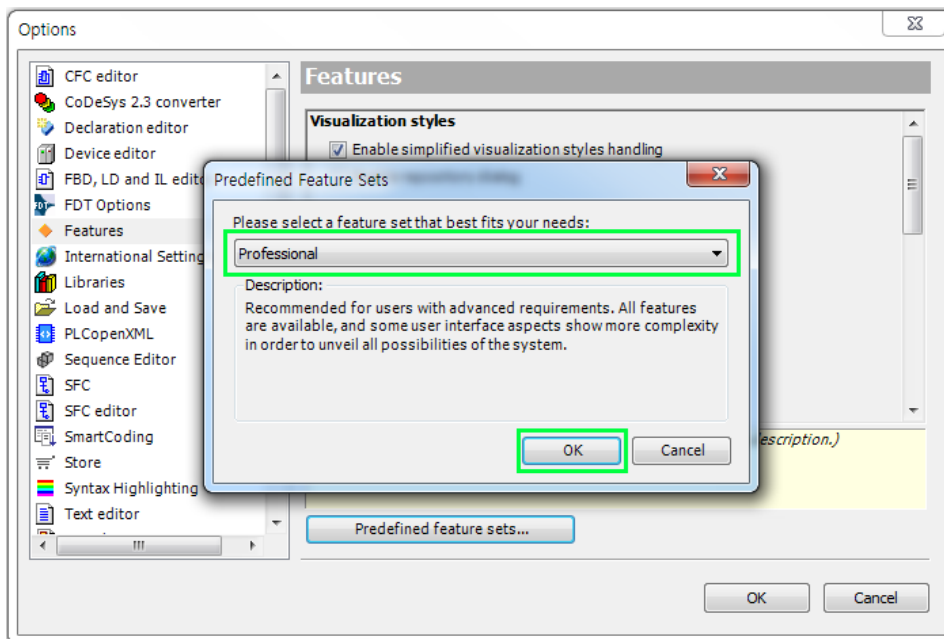 Options
CFC editor
CoDeSys 2.3 converter
Declaration editor
Device editor
FBD, LD and IL edito
FDT Options
Features
International Setting
Libraries
Load and Save
PLCopenXML
Sequence Editor
SFC
SFC editor
SmartCoding
Store
Syntax Highlighting
Text editor
Features
Visualization styles
Enable simplified visualization styles handling
Predefined Feature Sets
Please select a feature set that best fits your needs:
Professional
Description:
Recommended for users with advanced requirements. All features
are available, and some user interface aspects show more complexity
in order to unveil all possibilities of the system.
OK
Cancel
escription.)
Predefined feature sets...
OK
Cancel